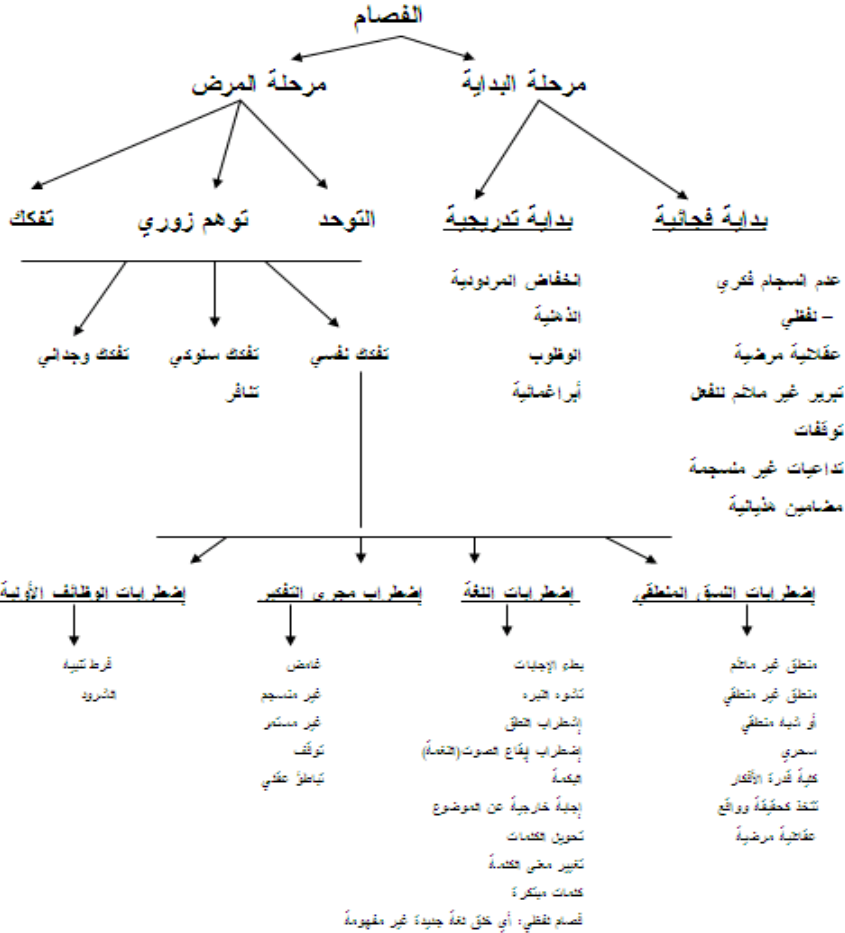 الفصام
مرحلة البداية
مرحلة المرض
بداية فجائية
بداية تدريجية
التوحد
توهم زوري
تفكك
عدم انسجام فكري
– لفظي
عقلانية مرضية
تبرير غير ملائم للفعل
توقفات
تداعيات غير منسجمة
مضامين هذيانية
انخفاض المردودية
الذهنية
الوظوب
أبراغماتية
تفكك نفسي
تفكك سلوكي
تنافر
تفكك وجداني
إضطرابات النسق المنطقي
إضطرابات اللغة
إضطراب مجرى التفكير
إضطرابات الوظائف الأولية
منطق غير ملائم
منطق غير منطقي
أو شبه منطقي
سحري
كلية قدرة الأفكار
تتخذ كحقيقة وواقع
عقلانية مرضية
بطء الإجابات
تشوه النبره
إضطراب النطق
إضطراب إيقاع الصوت(النغمة)
البكمة
إجابة خارجية عن الموضوع
تحويل الكلمات
تغيير معنى الكلمة
كلمات مبتكرة
فصام لفظي: أي خلق لغة جديدة غير مفهومة
غامض
غير منسجم
غير مستمر
توقف
تباطؤ عقلي
فرط تنبيه
الشرود